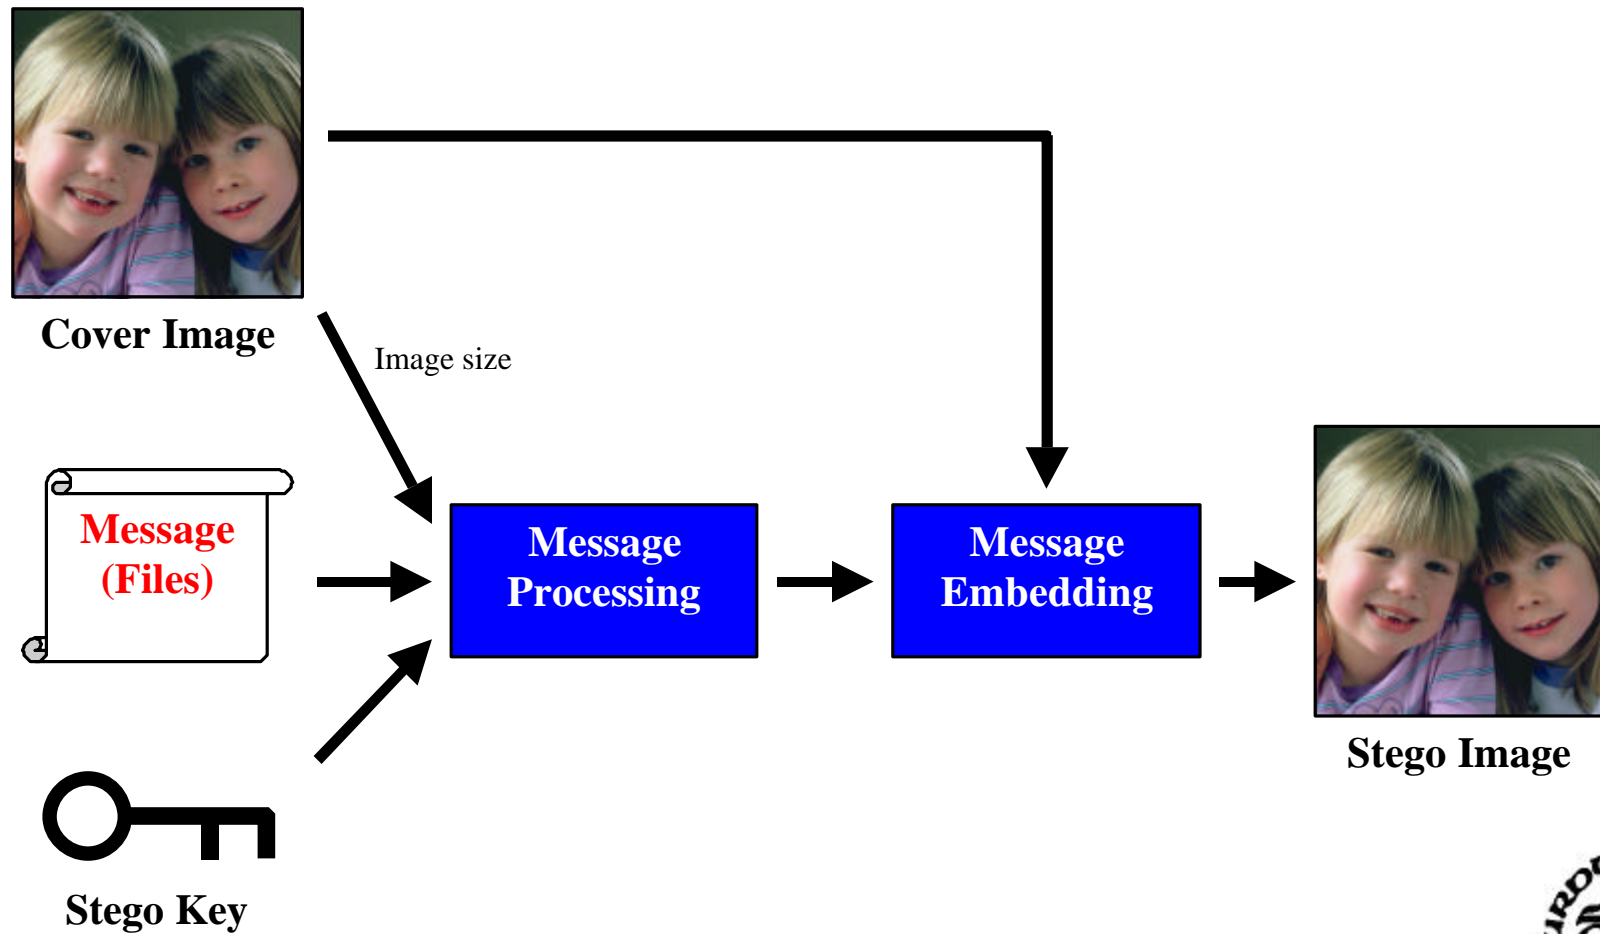 Cover Image
Image size
Message
(Files)
Message
Processing
Message
Embedding
Stego Image
Stego Key